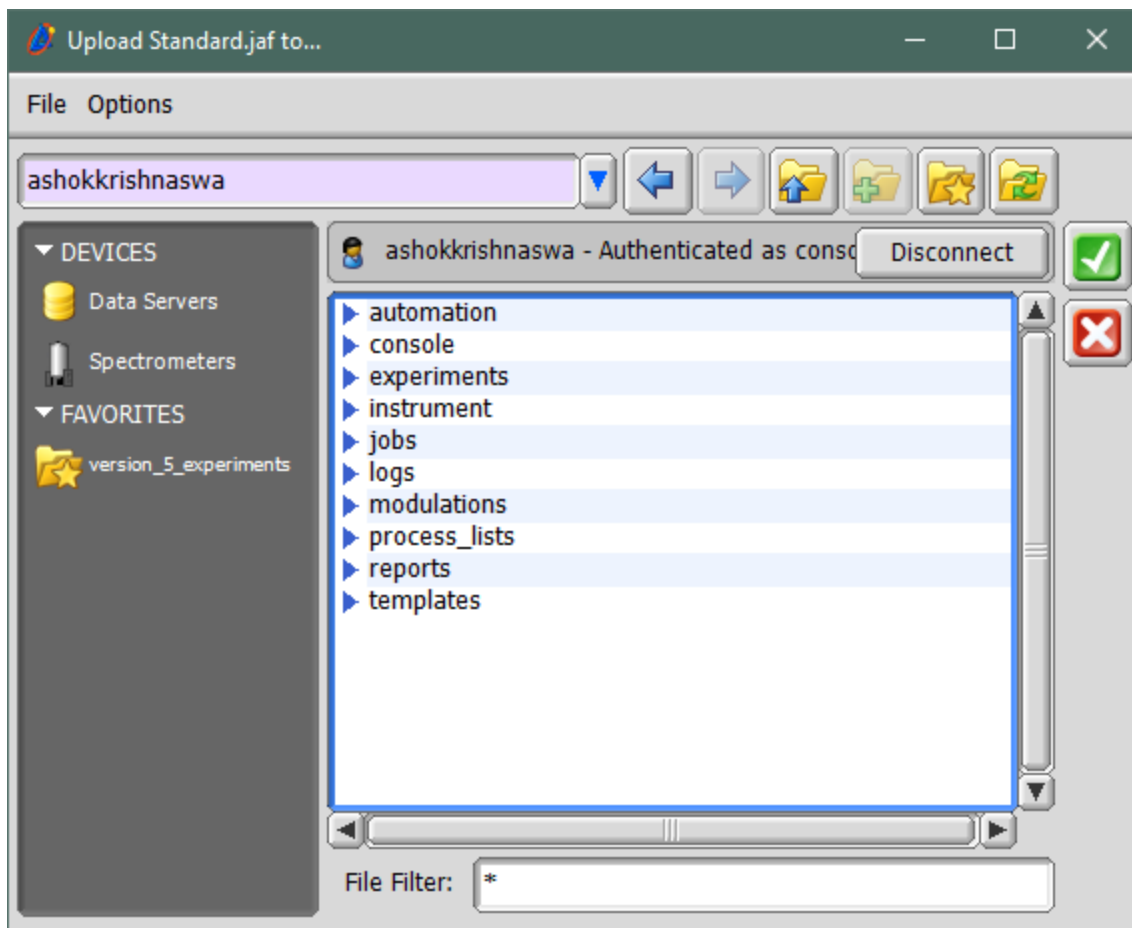 Upload Standard.jaf to...
File Options
ashokkrishnaswa
DEVICES
Data Servers
Spectrometers
FAVORITES
version_5_experiments
ashokkrishnaswa - Authenticated as conso
Disconnect
automation
console
experiments
instrument
jobs
logs
modulations
process_lists
reports
templates
File Filter: *